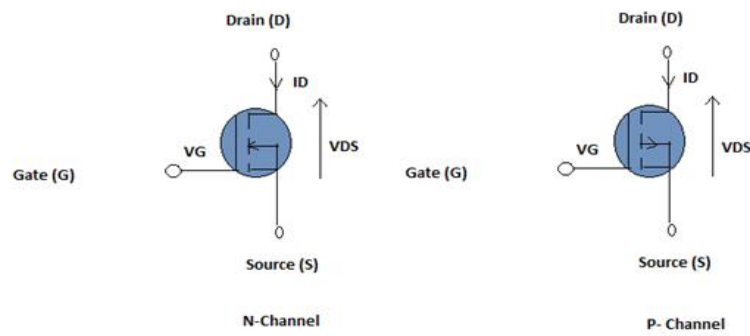 Drain (D)
ID
VG
VDS
Gate (G)
Source (S)
N-Channel
Drain (D)
ID
VG
VDS
Gate (G)
Source (S)
P- Channel